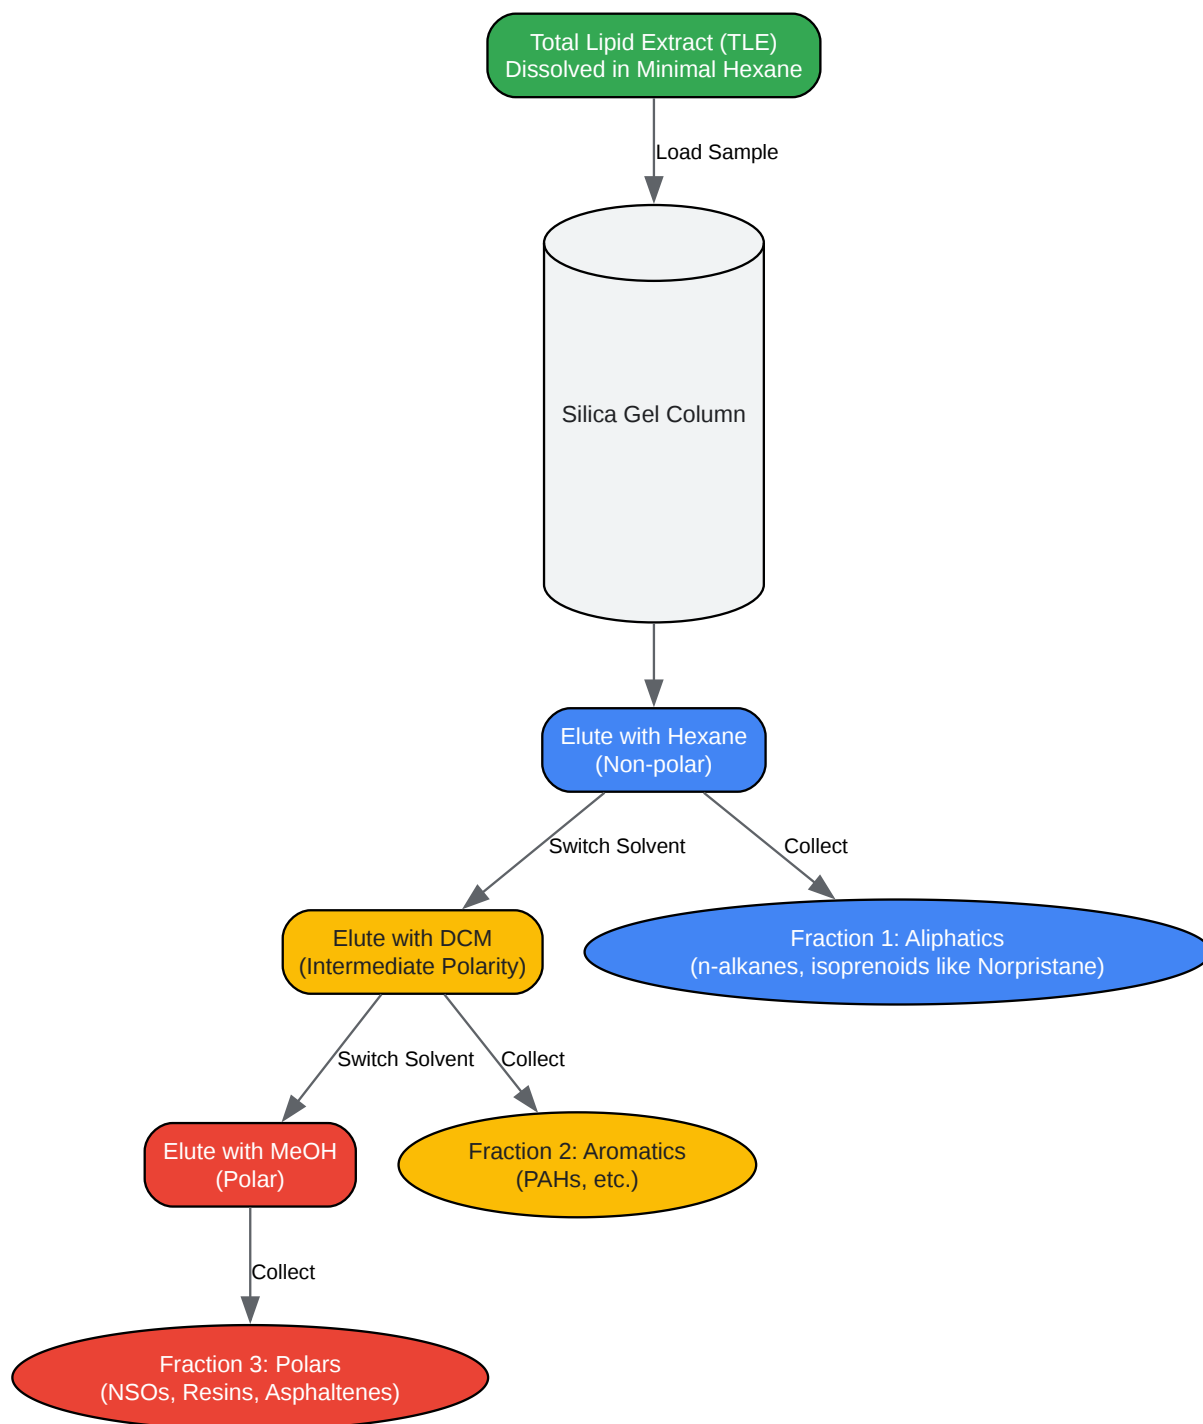 Total Lipid Extract (TLE)
Dissolved in Minimal Hexane
Load Sample
Silica Gel Column
Elute with Hexane
(Non-polar)
Switch Solvent
Collect
Elute with DCM
(Intermediate Polarity)
Fraction 1: Aliphatics
(n-alkanes, isoprenoids like Norpristane)
Switch Solvent
Collect
Elute with MeOH
(Polar)
Fraction 2: Aromatics
(PAHs, etc.)
Collect
Fraction 3: Polars
(NSOs, Resins, Asphaltenes)